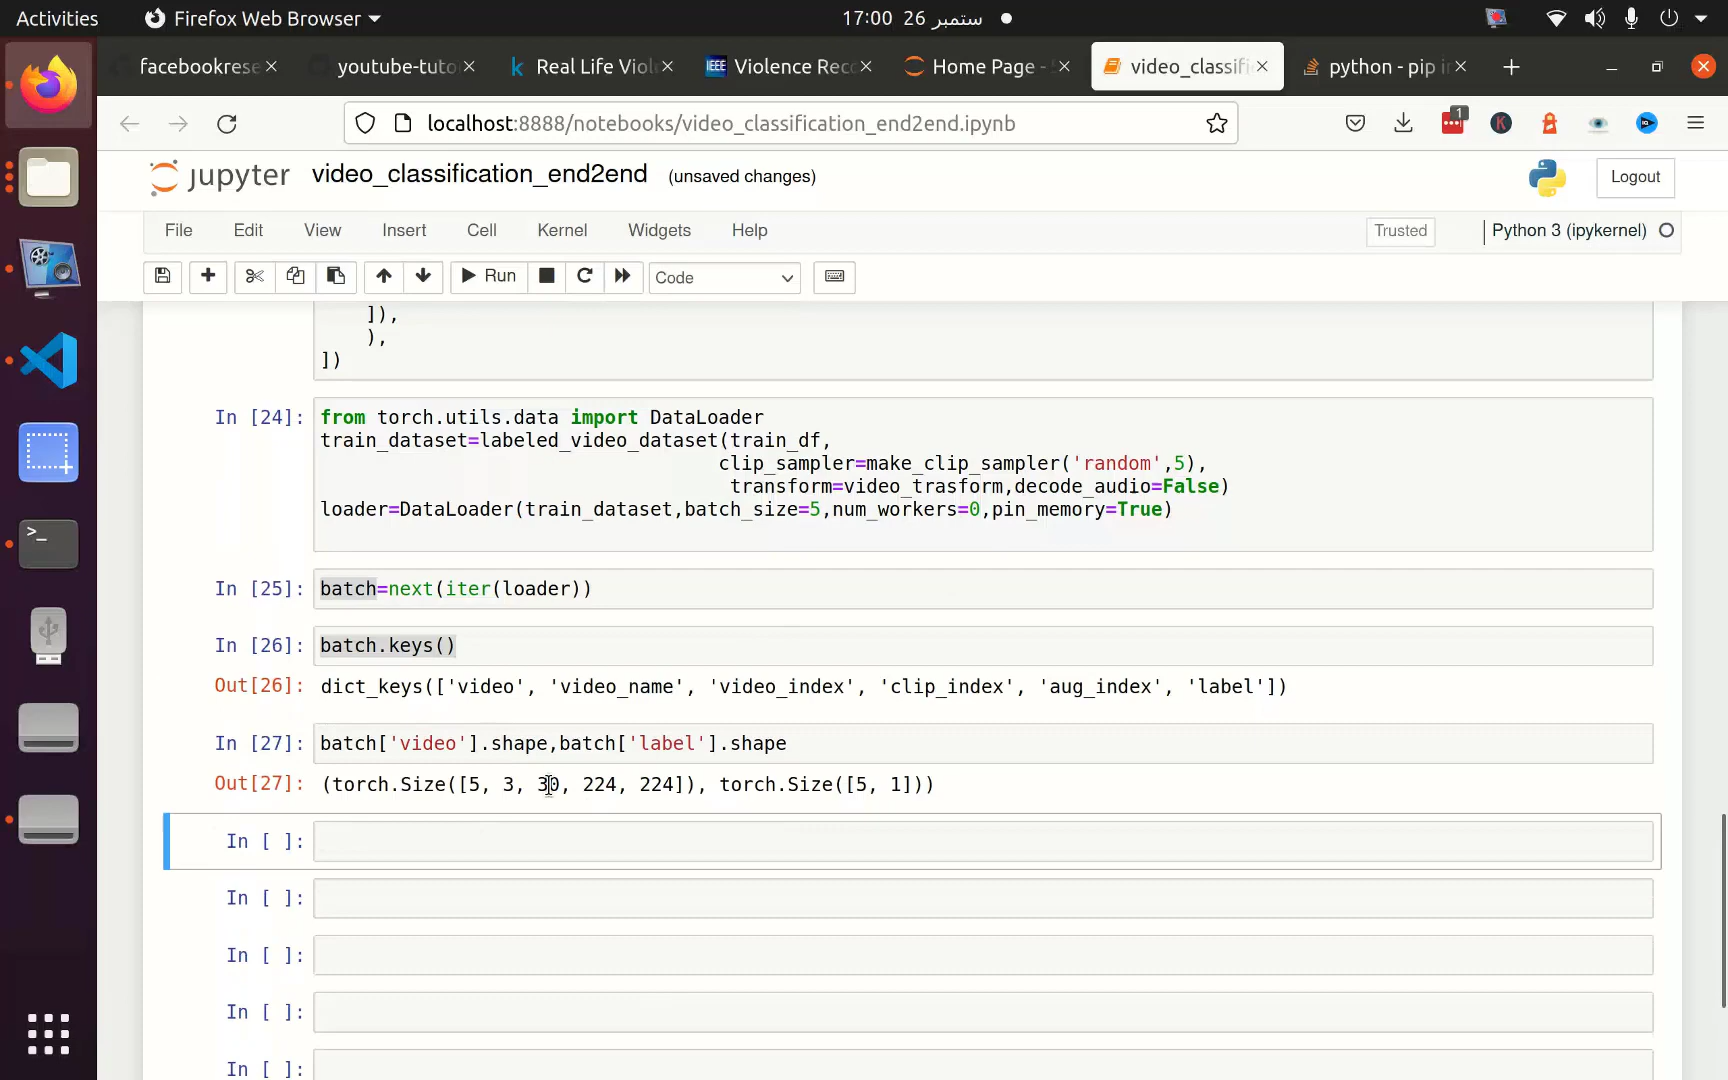 Activities
Firefox Web Browser
17:00 26 ستمبر
facebookrese
youtube-tuto
k Real Life Viol
IEEE Violence Rec
Home Page -
video_classifi
python - pip i
localhost:8888/notebooks/video_classification_end2end.ipynb
1
K
jupyter video_classification_end2end (unsaved changes)
Logout
File Edit View Insert Cell Kernel Widgets Help
Trusted
Python 3 (ipykernel)
Run
Code
]),
),
])
In [24]: from torch.utils.data import DataLoader
train_dataset=labeled_video_dataset(train_df,
clip_sampler=make_clip_sampler('random',5),
transform=video_trasform,decode_audio=False)
loader=DataLoader(train_dataset,batch_size=5,num_workers=0,pin_memory=True)
In [25]: batch=next(iter(loader))
In [26]: batch.keys()
Out[26]: dict_keys(['video', 'video_name', 'video_index', 'clip_index', 'aug_index', 'label'])
In [27]: batch['video'].shape,batch['label'].shape
Out[27]: (torch.Size([5, 3, 30, 224, 224]), torch.Size([5, 1]))
In [ ]:
In [ ]:
In [ ]:
In [ ]:
In [ ]: